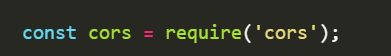 const cors = require('cors');